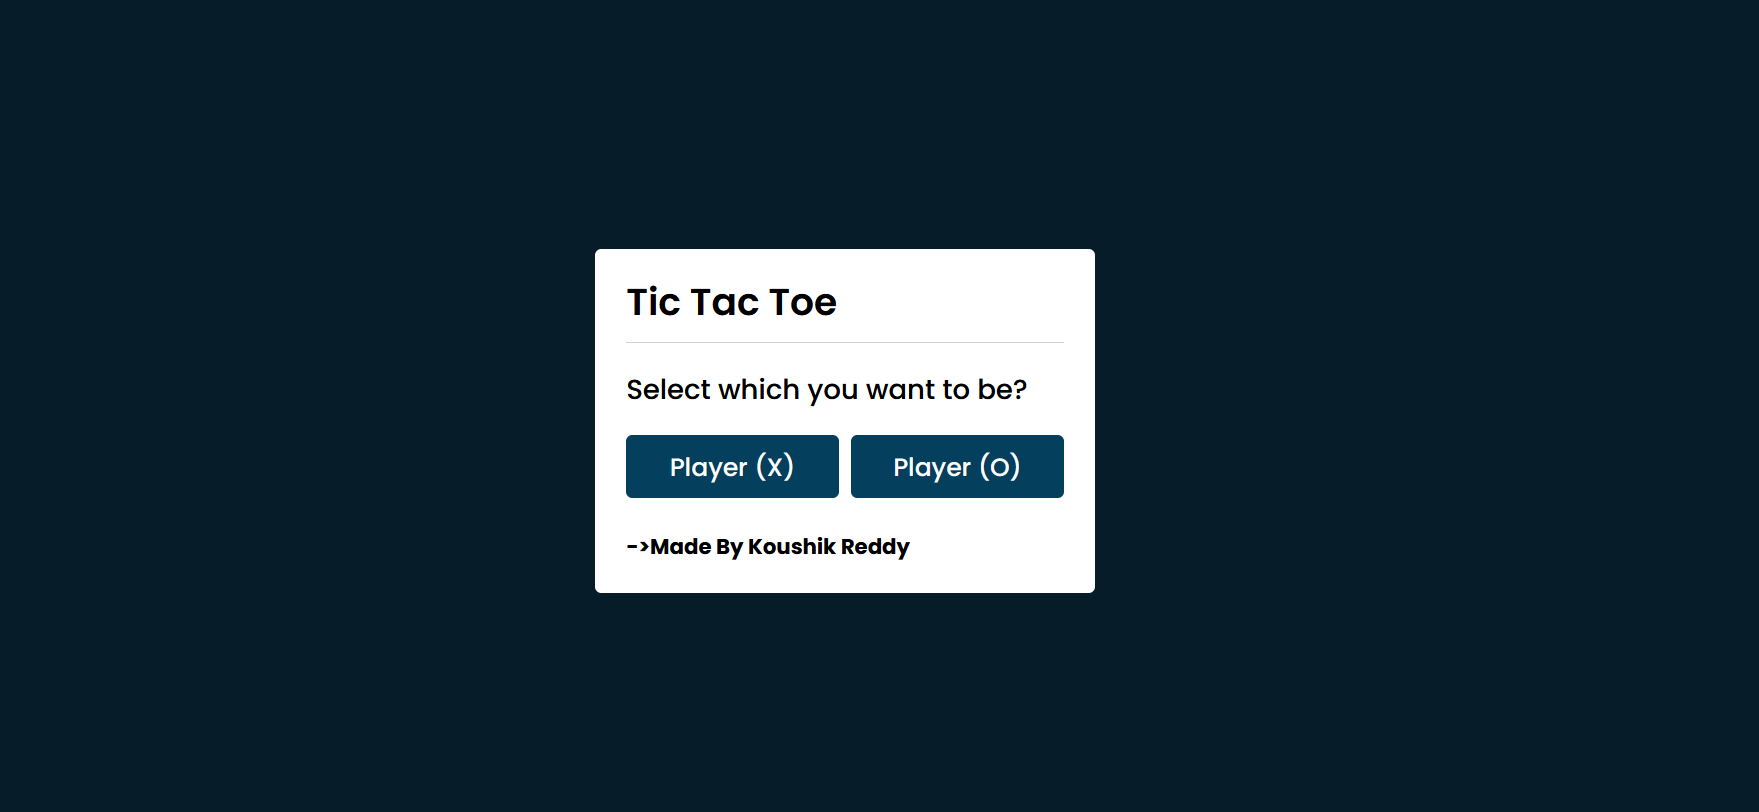 Tic Tac Toe
Select which you want to be?
Player (X) Player (O)
->Made By Koushik Reddy